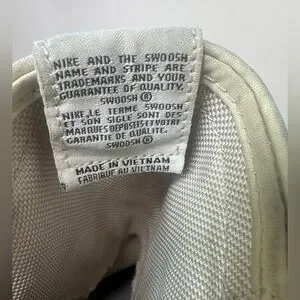 NIKE AND THE SWOOSH
NAME AND STRIPE ARE
TRADEMARKS AND YOUR
GUARANTEE OF QUALITY.
SWOOSH ®
NIKE, LE TERME SWOOSH
ET SON SIGLE SONT DES
MARQUES DEPOSEES ET VOTRE
GARANTIE DE QUALITE.
SWOOSH ®
MADE IN VIETNAM
FABRIQUE AU VIETNAM